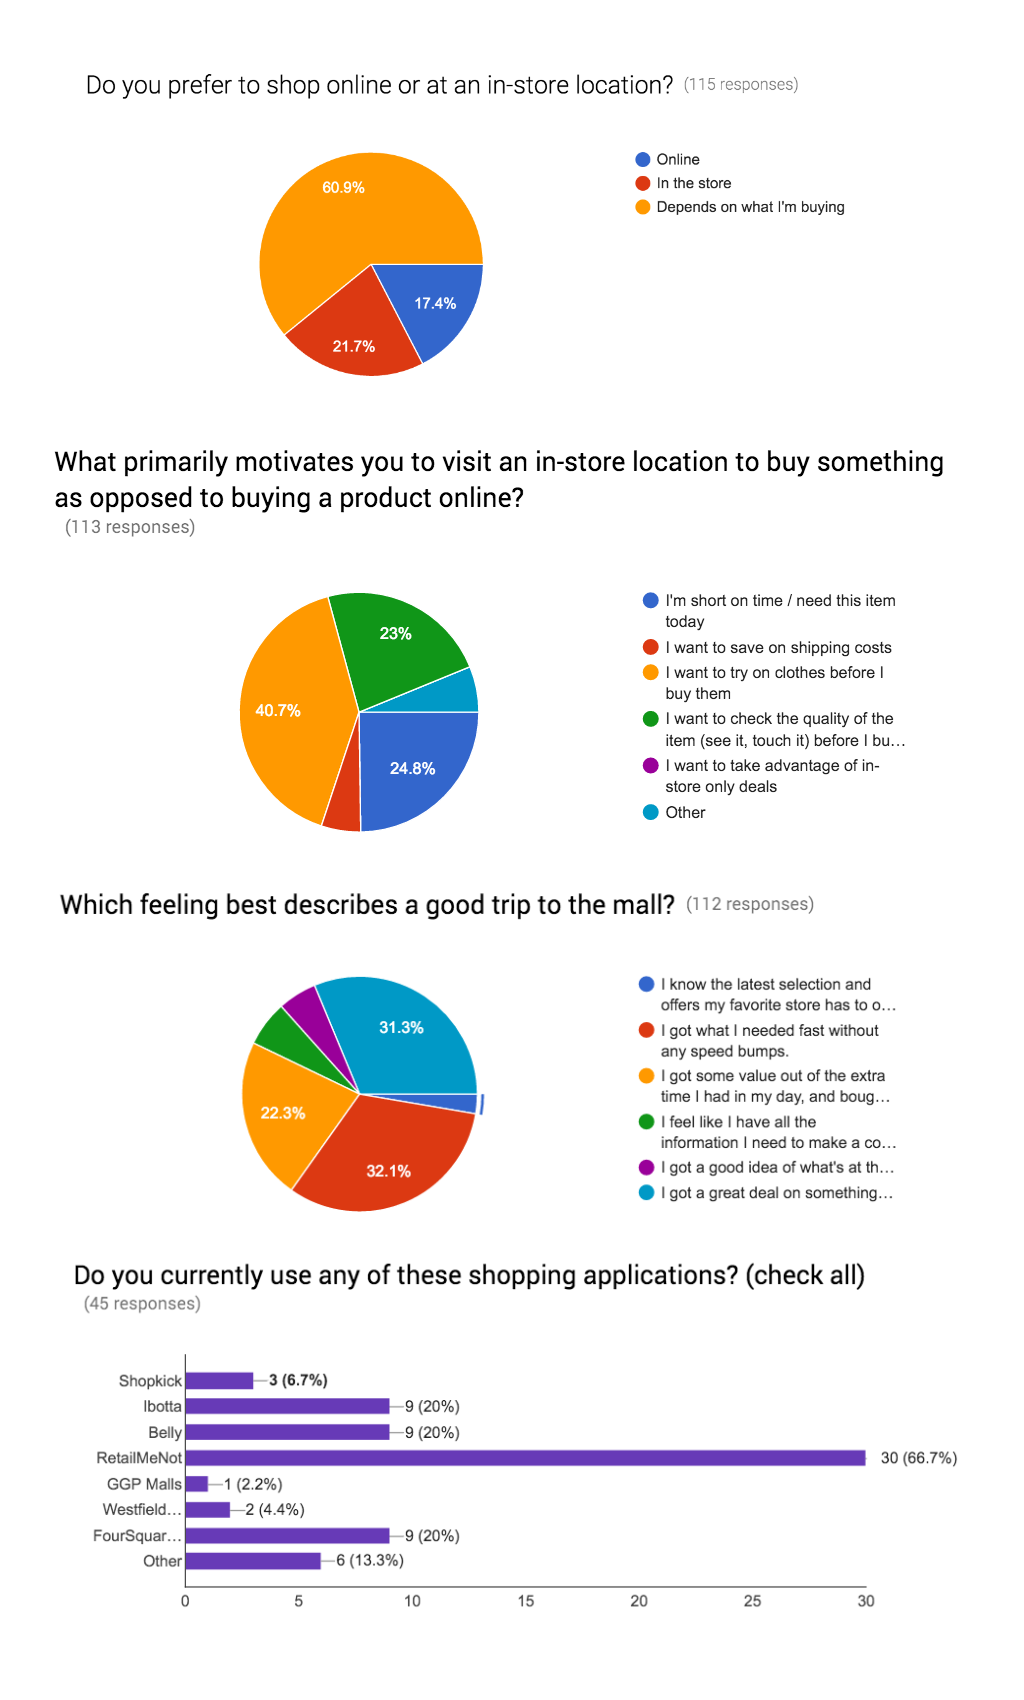 Do you prefer to shop online or at an in-store location? (115 responses)
Online
In the store
Depends on what I'm buying
60.9%
17.4%
21.7%
What primarily motivates you to visit an in-store location to buy something
as opposed to buying a product online?
(113 responses)
I'm short on time / need this item
today
I want to save on shipping costs
I want to try on clothes before I
buy them
I want to check the quality of the
item (see it, touch it) before I bu…
I want to take advantage of in-
store only deals
Other
23%
40.7%
24.8%
Which feeling best describes a good trip to the mall? (112 responses)
I know the latest selection and
offers my favorite store has to o…
I got what I needed fast without
any speed bumps.
I got some value out of the extra
time I had in my day, and boug…
I feel like I have all the
information I need to make a co…
I got a good idea of what's at th…
I got a great deal on something…
31.3%
22.3%
32.1%
Do you currently use any of these shopping applications? (check all)
(45 responses)
Shopkick 3 (6.7%)
Ibotta 9 (20%)
Belly 9 (20%)
RetailMeNot 30 (66.7%)
GGP Malls 1 (2.2%)
Westfield… 2 (4.4%)
FourSquar… 9 (20%)
Other 6 (13.3%)
0 5 10 15 20 25 30